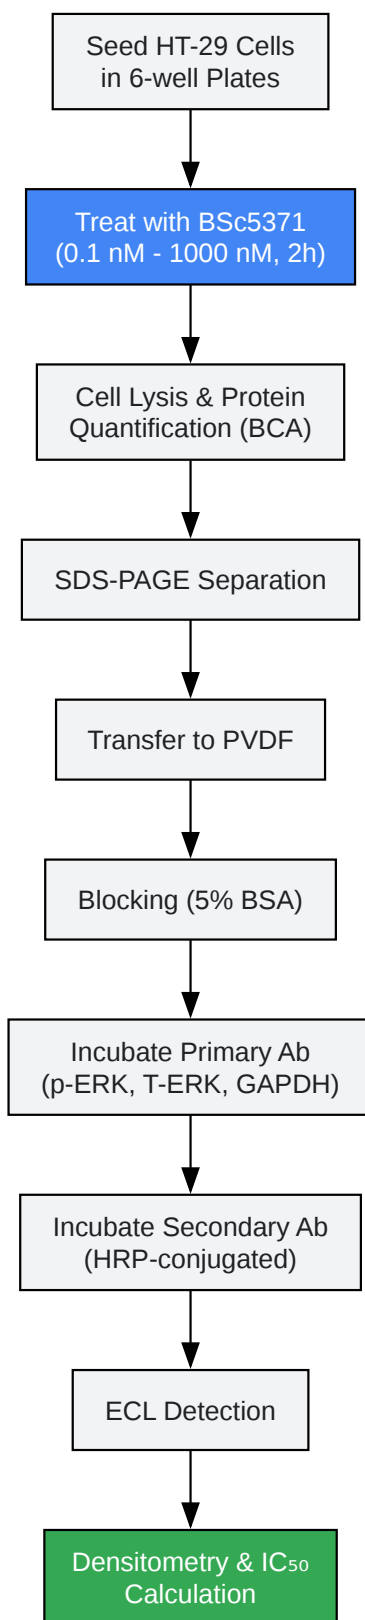 Seed HT-29 Cells
in 6-well Plates
Treat with BSc5371
(0.1 nM - 1000 nM, 2h)
Cell Lysis & Protein
Quantification (BCA)
SDS-PAGE Separation
Transfer to PVDF
Blocking (5% BSA)
Incubate Primary Ab
(p-ERK, T-ERK, GAPDH)
Incubate Secondary Ab
(HRP-conjugated)
ECL Detection
Densitometry & IC₅₀
Calculation